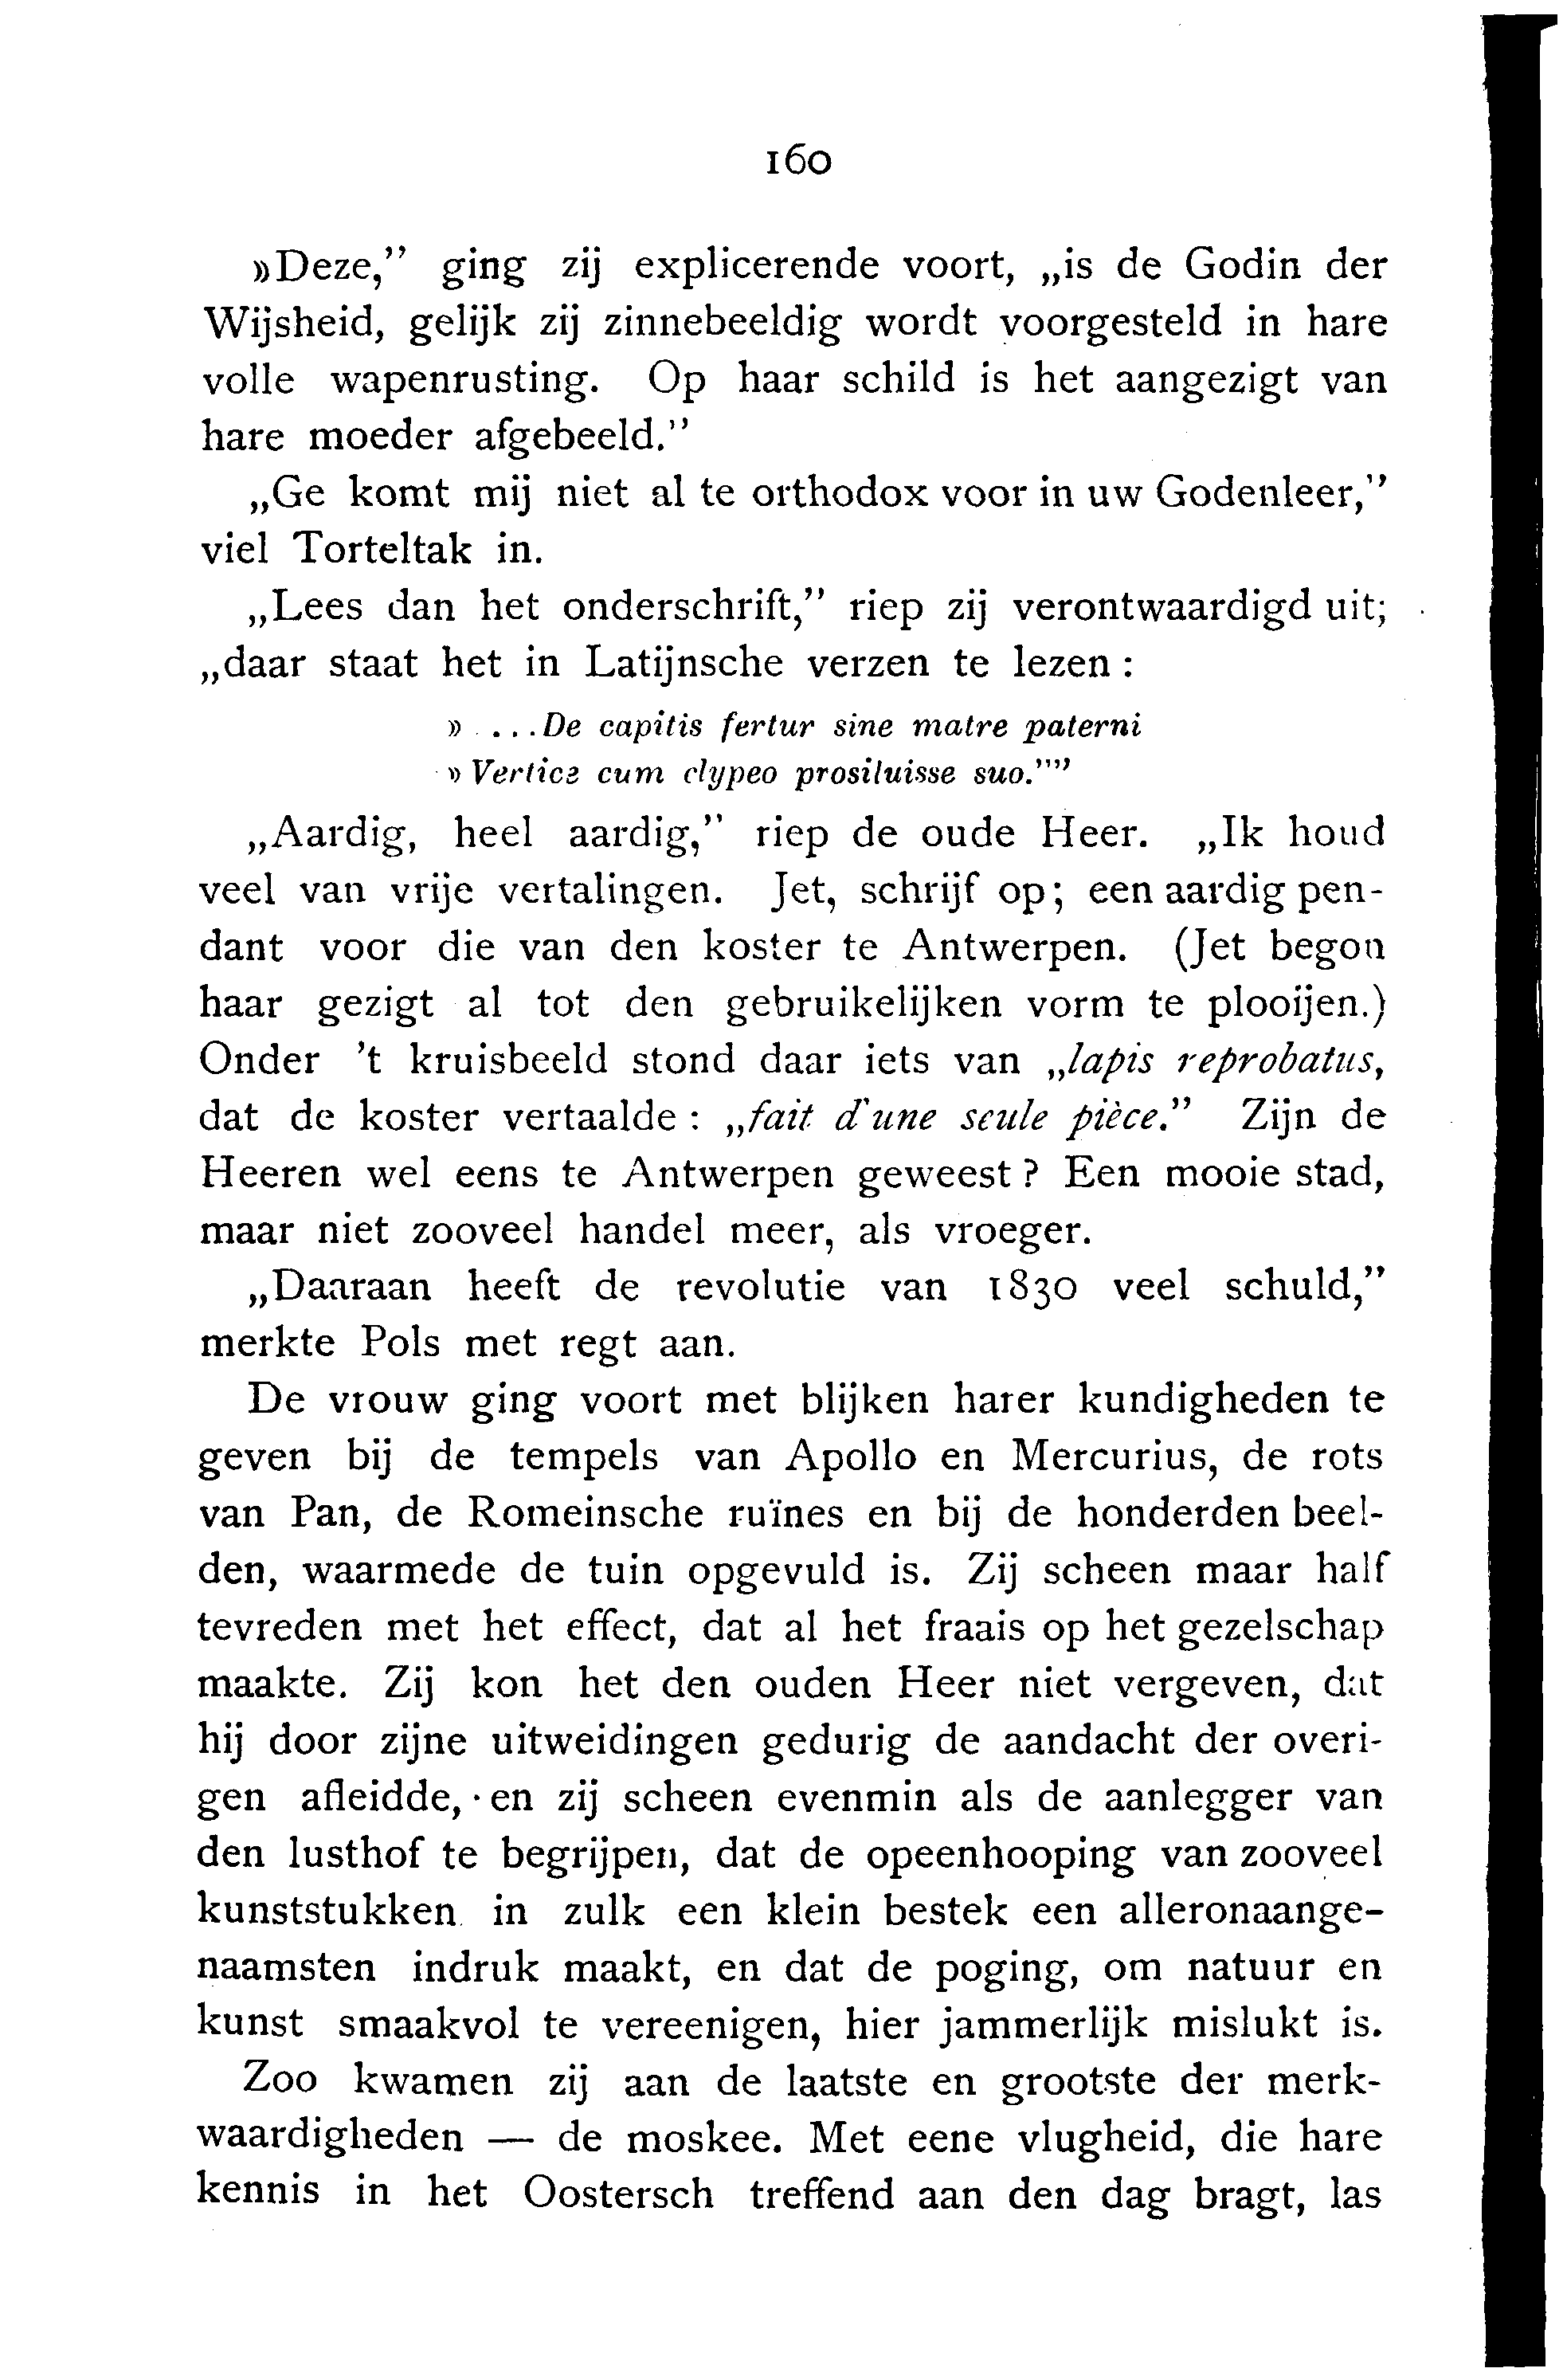 160
»Deze,” ging zij explicerende voort, „is de Godin der
Wijsheid, gelijk zij zinnebeeldig wordt voorgesteld in hare
volle wapenrusting. Op haar schild is het aangezigt van
hare moeder afgebeeld.”
„Ge komt mij niet al te orthodox voor in uw Godenleer,”
viel Torteltak in.
„Lees dan het onderschrift,” riep zij verontwaardigd uit;
„daar staat het in Latijnsche verzen te lezen :
» ...De capitis fertur sine matre paterni
» Vertice cum clypeo prosiluisse suo.””
„Aardig, heel aardig,” riep de oude Heer. „Ik houd
veel van vrije vertalingen. Jet, schrijf op; een aardig pen-
dant voor die van den koster te Antwerpen. (Jet begon
haar gezigt al tot den gebruikelijken vorm te plooijen.)
Onder ’t kruisbeeld stond daar iets van „lapis reprobatus,
dat de koster vertaalde : „fait d'une seule pièce.” Zijn de
Heeren wel eens te Antwerpen geweest ? Een mooie stad,
maar niet zooveel handel meer, als vroeger.
„Daaraan heeft de revolutie van 1830 veel schuld,”
merkte Pols met regt aan.
De vrouw ging voort met blijken harer kundigheden te
geven bij de tempels van Apollo en Mercurius, de rots
van Pan, de Romeinsche ruïnes en bij de honderden beel-
den, waarmede de tuin opgevuld is. Zij scheen maar half
tevreden met het effect, dat al het fraais op het gezelschap
maakte. Zij kon het den ouden Heer niet vergeven, dat
hij door zijne uitweidingen gedurig de aandacht der overi-
gen afleidde, en zij scheen evenmin als de aanlegger van
den lusthof te begrijpen, dat de opeenhooping van zooveel
kunststukken in zulk een klein bestek een alleronaange-
naamsten indruk maakt, en dat de poging, om natuur en
kunst smaakvol te vereenigen, hier jammerlijk mislukt is.
Zoo kwamen zij aan de laatste en grootste der merk-
waardigheden — de moskee. Met eene vlugheid, die hare
kennis in het Oostersch treffend aan den dag bragt, las